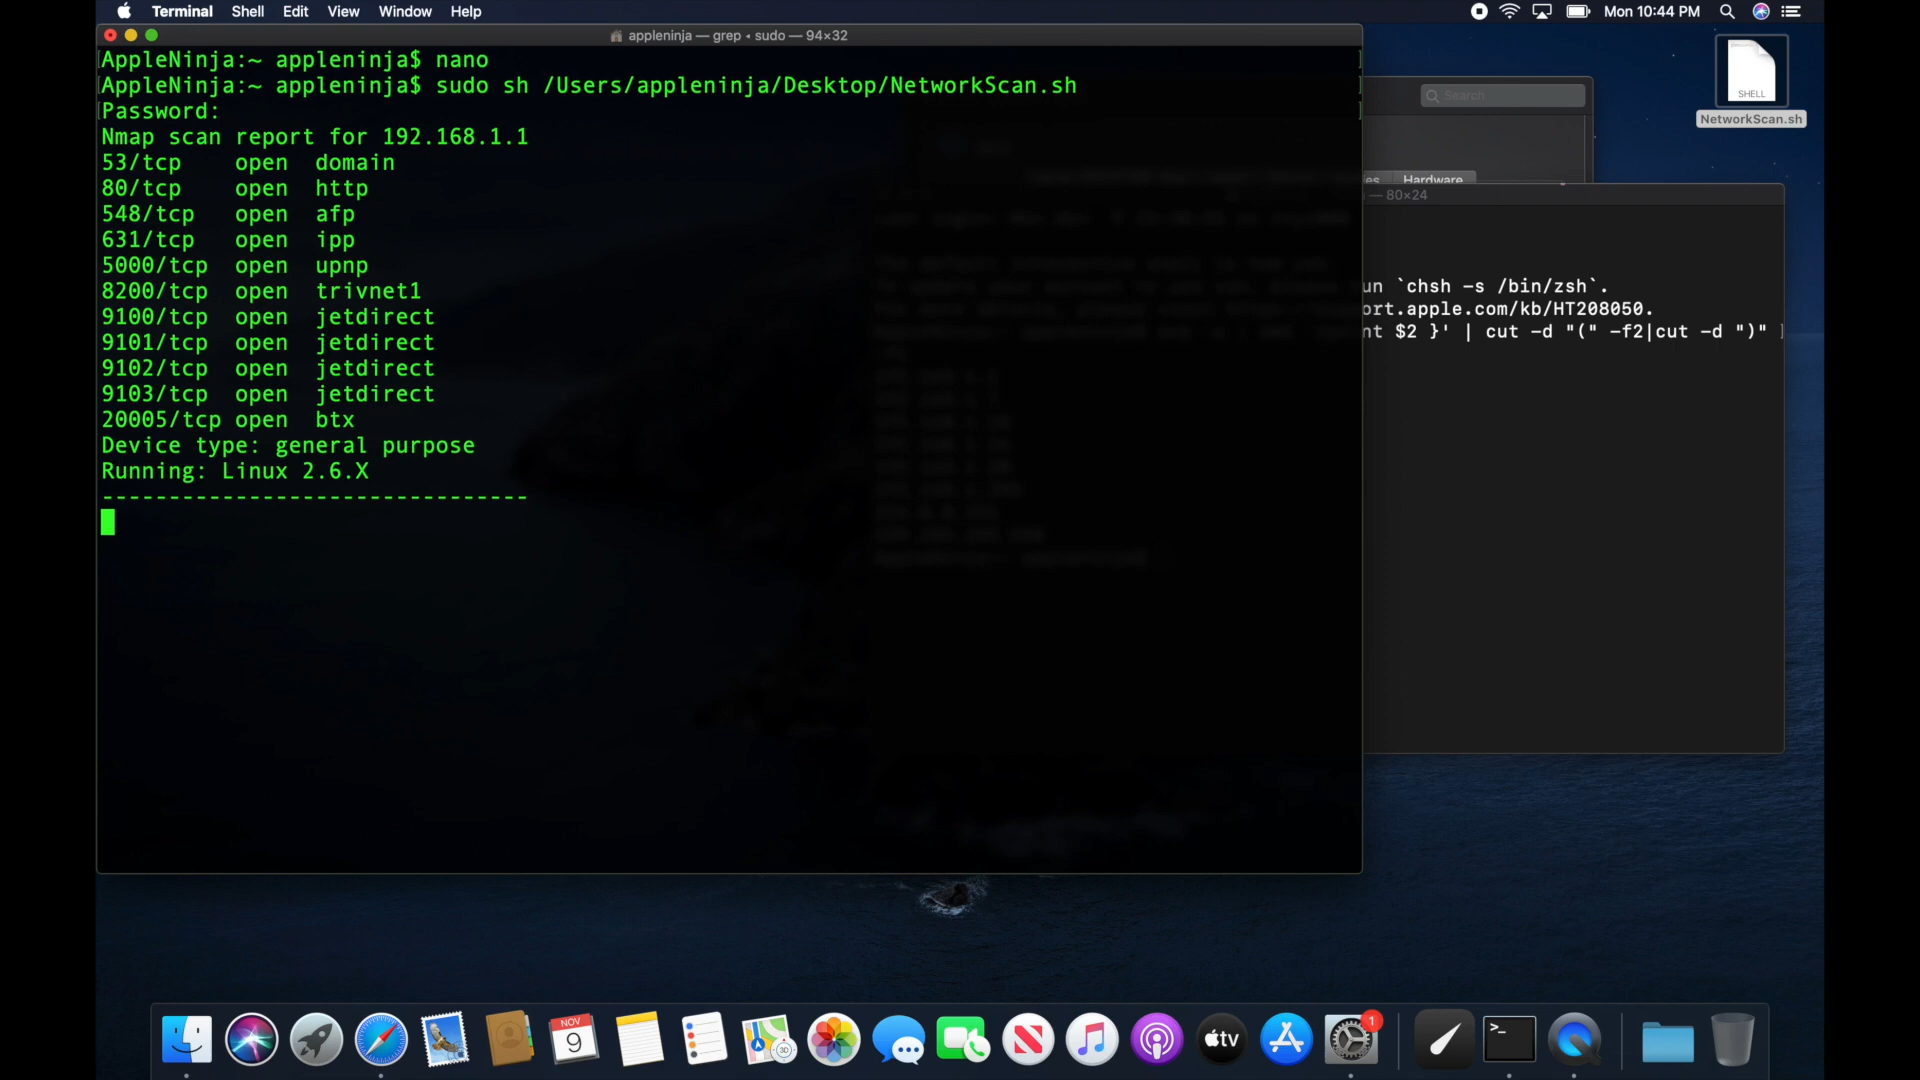 Terminal Shell Edit View Window Help
Mon 10:44 PM
appleninja — grep ◂ sudo — 94×32
AppleNinja:~ appleninja$ nano
AppleNinja:~ appleninja$ sudo sh /Users/appleninja/Desktop/NetworkScan.sh
Password:
Nmap scan report for 192.168.1.1
53/tcp open domain
80/tcp open http
548/tcp open afp
631/tcp open ipp
5000/tcp open upnp
8200/tcp open trivnet1
9100/tcp open jetdirect
9101/tcp open jetdirect
9102/tcp open jetdirect
9103/tcp open jetdirect
20005/tcp open btx
Device type: general purpose
Running: Linux 2.6.X
--------------------------------
Search
Hardware
— 80×24
un `chsh -s /bin/zsh`.
ort.apple.com/kb/HT208050.
nt $2 }' | cut -d "(" -f2|cut -d ")"
SHELL
NetworkScan.sh
NOV
9
3D
tv
1
>_